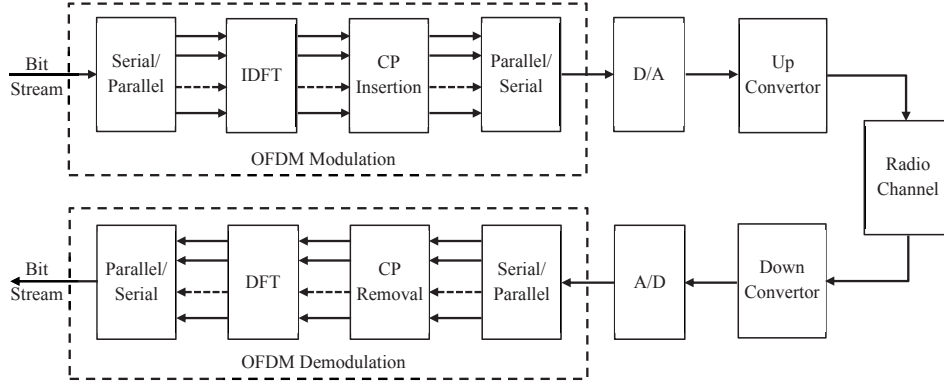 Bit
Stream
Serial/
Parallel
IDFT
CP
Insertion
Parallel/
Serial
D/A
Up
Convertor
OFDM Modulation
Radio
Channel
Bit
Stream
Parallel/
Serial
DFT
CP
Removal
Serial/
Parallel
A/D
Down
Convertor
OFDM Demodulation